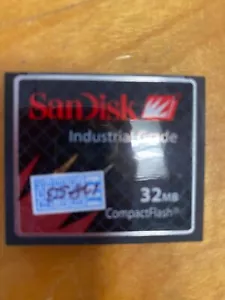 SanDisk
Industrial Grade
32MB
CompactFlash®